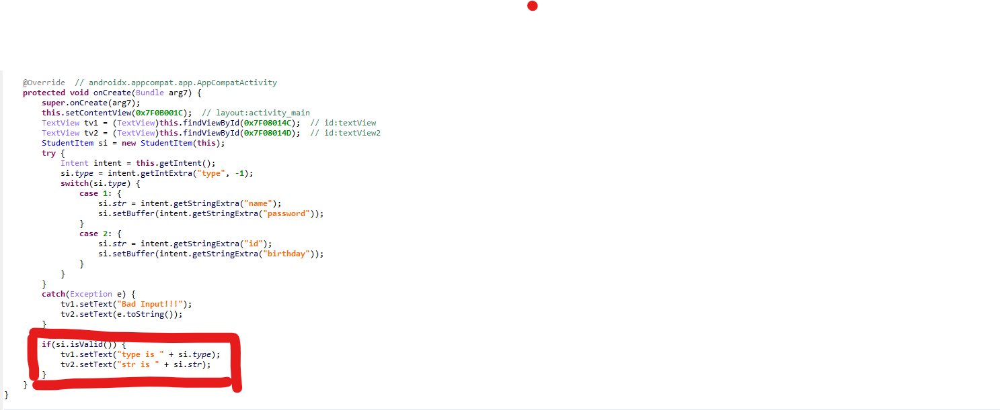 @Override  // androidx.appcompat.app.AppCompatActivity
protected void onCreate(Bundle arg7) {
super.onCreate(arg7);
this.setContentView(0x7F0B001C);  // layout:activity_main
TextView tv1 = (TextView)this.findViewById(0x7F08014C);  // id:textView
TextView tv2 = (TextView)this.findViewById(0x7F08014D);  // id:textView2
StudentItem si = new StudentItem(this);
try {
Intent intent = this.getIntent();
si.type = intent.getIntExtra("type", -1);
switch(si.type) {
case 1: {
si.str = intent.getStringExtra("name");
si.setBuffer(intent.getStringExtra("password"));
}
case 2: {
si.str = intent.getStringExtra("id");
si.setBuffer(intent.getStringExtra("birthday"));
}
}
}
catch(Exception e) {
tv1.setText("Bad Input!!!");
tv2.setText(e.toString());
}
if(si.isValid()) {
tv1.setText("type is " + si.type);
tv2.setText("str is " + si.str);
}
}
}